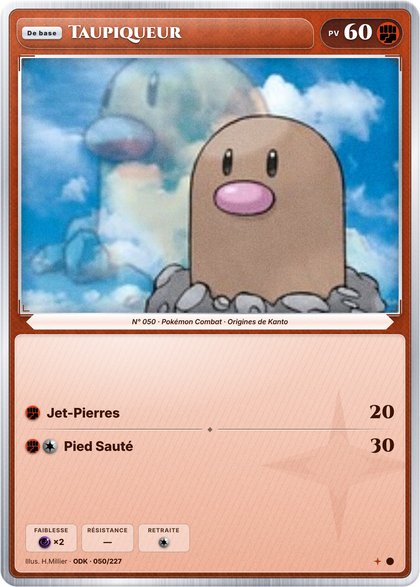 De base TAUPIQUEUR PV 60
N° 050 · Pokémon Combat · Origines de Kanto
Jet-Pierres 20
Pied Sauté 30
FAIBLESSE RÉSISTANCE RETRAITE
×2 —
Illus. H.Millier · ODK · 050/227